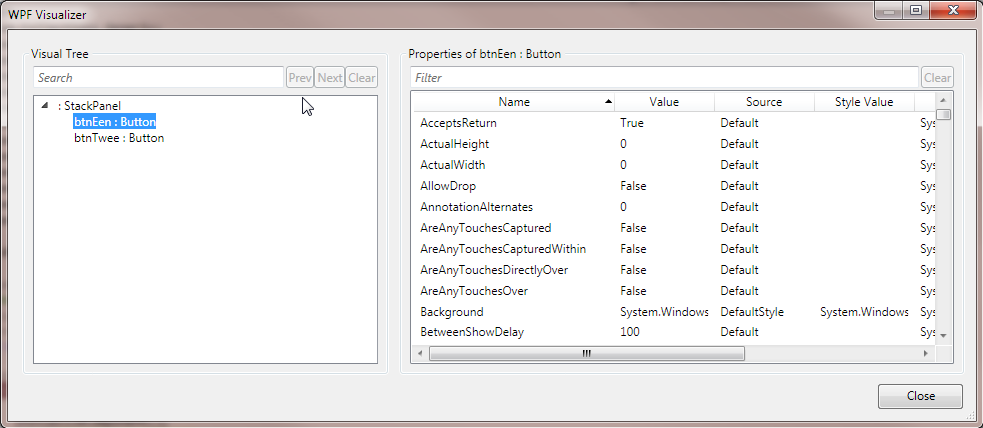 WPF Visualizer
Visual Tree
Search
Prev Next Clear
: StackPanel
btnEen : Button
btnTwee : Button
Properties of btnEen : Button
Filter
Clear
Name Value Source Style Value
AcceptsReturn True Default Sys
ActualHeight 0 Default Sys
ActualWidth 0 Default Sys
AllowDrop False Default Sys
AnnotationAlternates 0 Default Sys
AreAnyTouchesCaptured False Default Sys
AreAnyTouchesCapturedWithin False Default Sys
AreAnyTouchesDirectlyOver False Default Sys
AreAnyTouchesOver False Default Sys
Background System.Windows DefaultStyle System.Windows Sys
BetweenShowDelay 100 Default Sys
Close